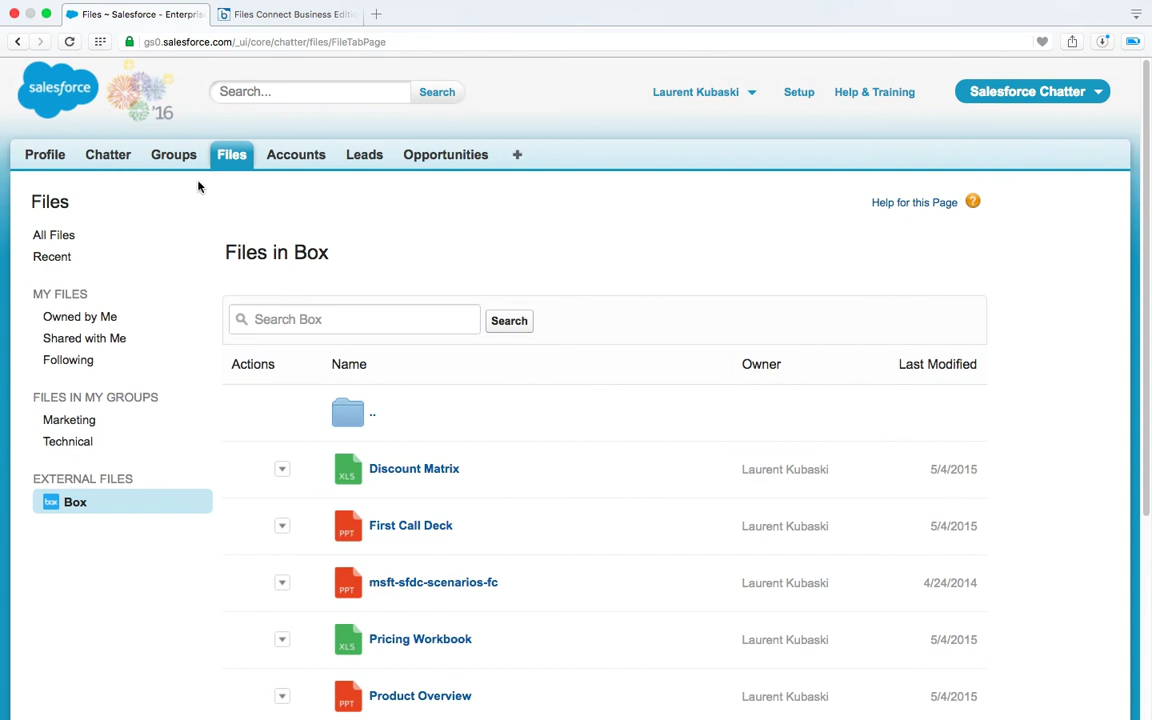 Files ~ Salesforce - Enterpris
Files Connect Business Editi
gs0.salesforce.com/_ui/core/chatter/files/FileTabPage
salesforce
'16
Search...
Search
Laurent Kubaski
Setup
Help & Training
Salesforce Chatter
Profile
Chatter
Groups
Files
Accounts
Leads
Opportunities
Files
Help for this Page ?
All Files
Recent
Files in Box
MY FILES
Owned by Me
Shared with Me
Following
Search Box
Search
FILES IN MY GROUPS
Marketing
Technical
EXTERNAL FILES
box Box
Actions Name Owner Last Modified
..
XLS Discount Matrix Laurent Kubaski 5/4/2015
PPT First Call Deck Laurent Kubaski 5/4/2015
PPT msft-sfdc-scenarios-fc Laurent Kubaski 4/24/2014
XLS Pricing Workbook Laurent Kubaski 5/4/2015
PPT Product Overview Laurent Kubaski 5/4/2015